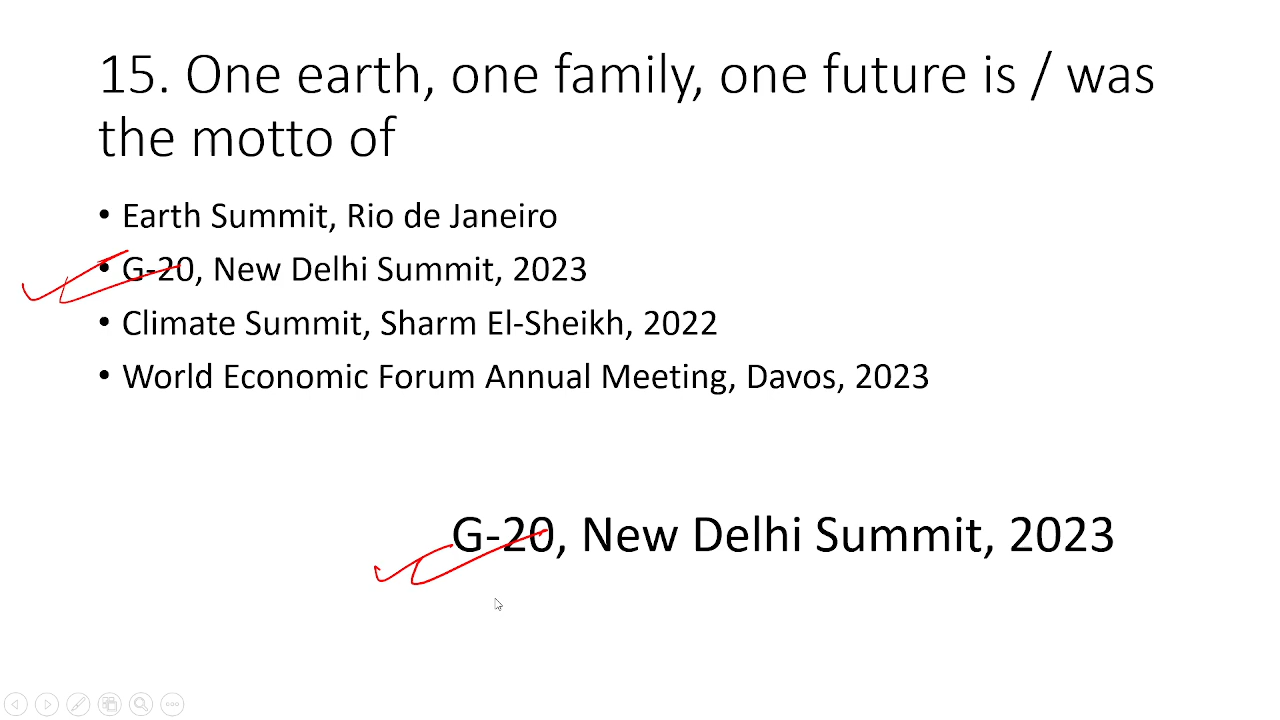 15. One earth, one family, one future is / was
the motto of
• Earth Summit, Rio de Janeiro
• G-20, New Delhi Summit, 2023
• Climate Summit, Sharm El-Sheikh, 2022
• World Economic Forum Annual Meeting, Davos, 2023
G-20, New Delhi Summit, 2023